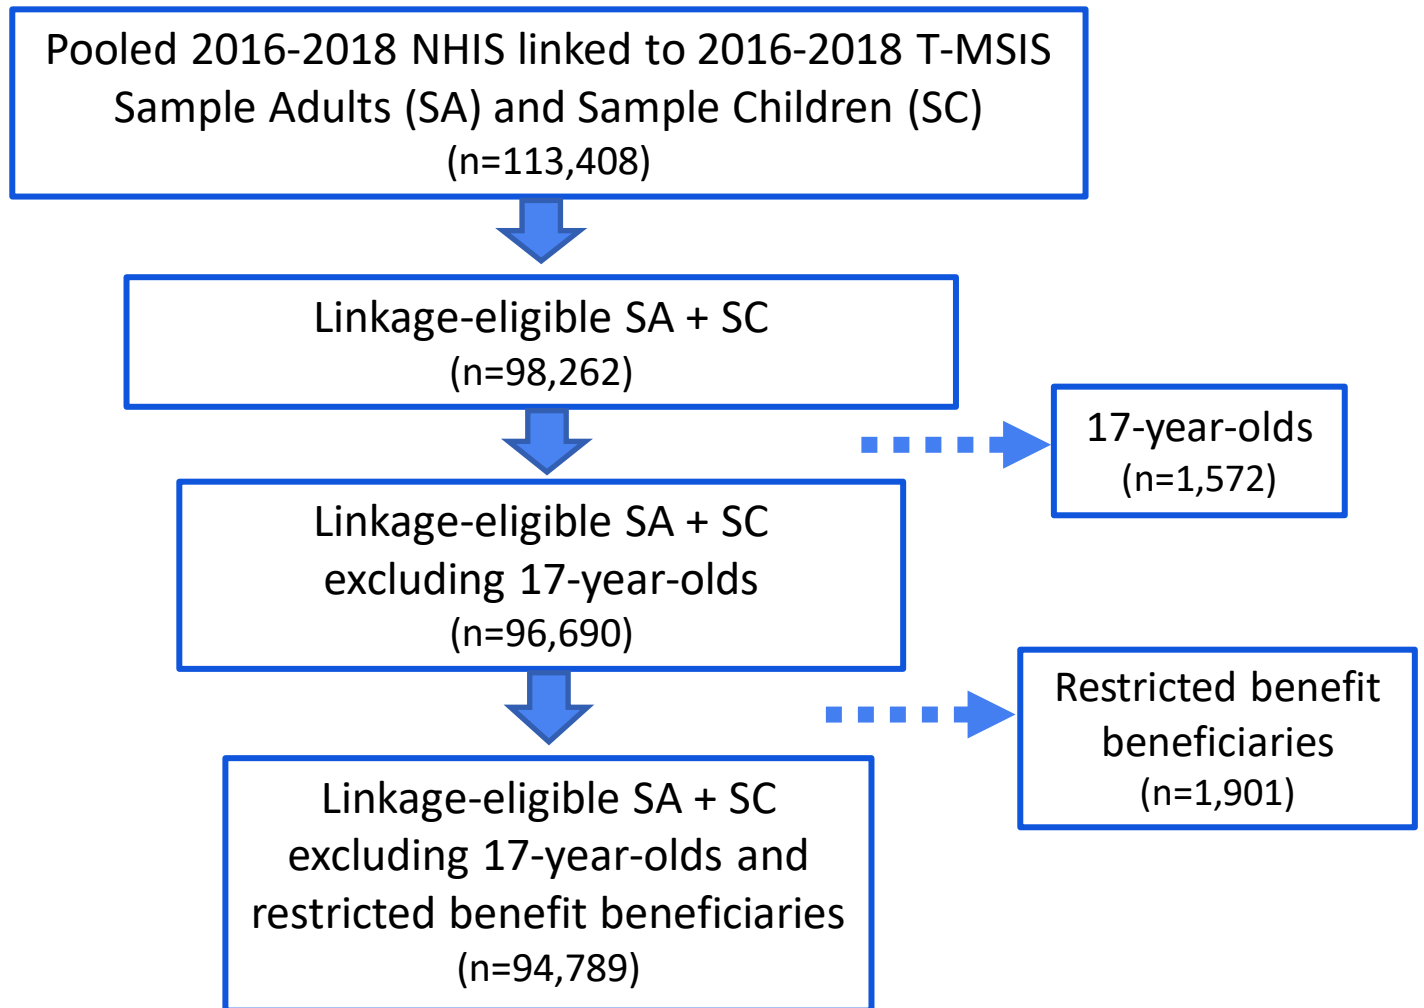 Pooled 2016-2018 NHIS linked to 2016-2018 T-MSIS
Sample Adults (SA) and Sample Children (SC)
(n=113,408)
Linkage-eligible SA + SC
(n=98,262)
17-year-olds
(n=1,572)
Linkage-eligible SA + SC
excluding 17-year-olds
(n=96,690)
Restricted benefit
beneficiaries
(n=1,901)
Linkage-eligible SA + SC
excluding 17-year-olds and
restricted benefit beneficiaries
(n=94,789)